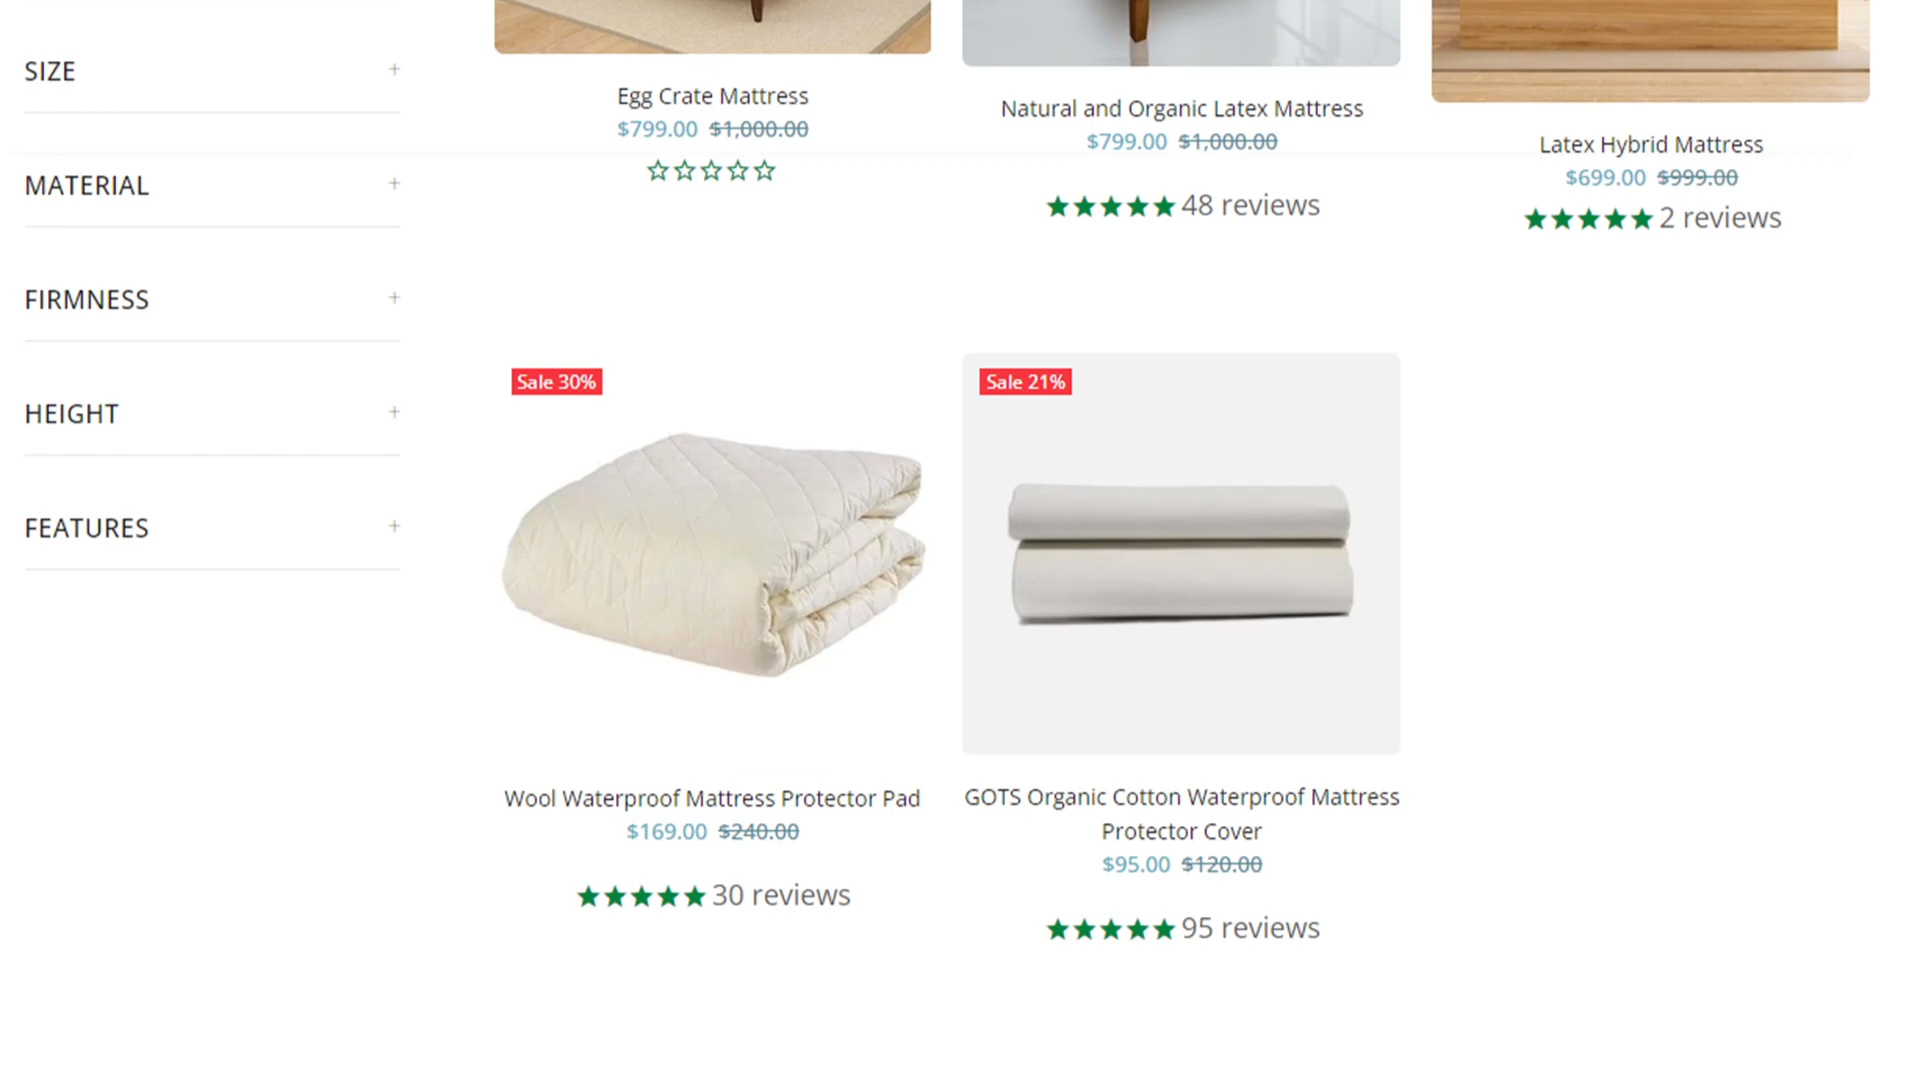 SIZE +
MATERIAL +
FIRMNESS +
HEIGHT +
FEATURES +
Egg Crate Mattress
$799.00 $1,000.00
Natural and Organic Latex Mattress
$799.00 $1,000.00
48 reviews
Latex Hybrid Mattress
$699.00 $999.00
2 reviews
Sale 30%
Wool Waterproof Mattress Protector Pad
$169.00 $240.00
30 reviews
Sale 21%
GOTS Organic Cotton Waterproof Mattress
Protector Cover
$95.00 $120.00
95 reviews